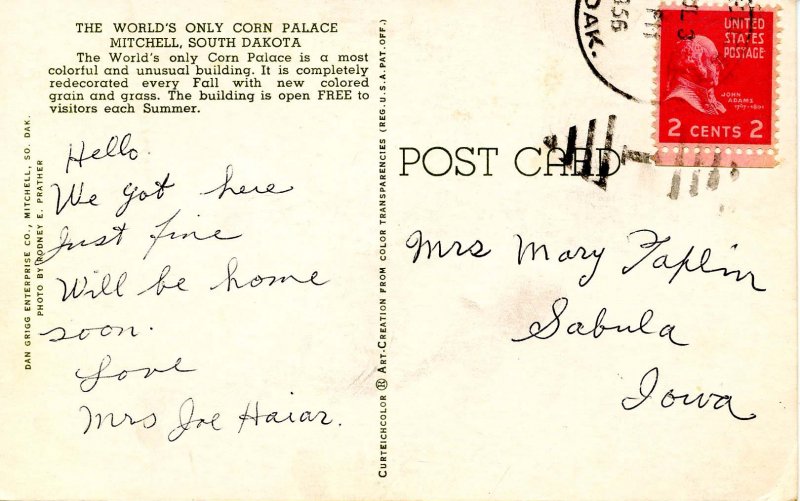 THE WORLD'S ONLY CORN PALACE
MITCHELL, SOUTH DAKOTA
The World's only Corn Palace is a most
colorful and unusual building. It is completely
redecorated every Fall with new colored
grain and grass. The building is open FREE to
visitors each Summer.
Hello.
We got here
Just fine
Will be home
soon.
Love
Mrs Joe Haiar.
DAN GRIGG ENTERPRISE CO., MITCHELL, SO. DAK.
PHOTO BY RODNEY E. PRATHER
CURTEICHCOLOR ® ART-CREATION FROM COLOR TRANSPARENCIES (REG. U.S.A. PAT. OFF.)
DAK.
1956
PM
UNITED
STATES
POSTAGE
JOHN
ADAMS
1797-1801
2 CENTS 2
POST CARD
Mrs Mary Taplin
Sabula
Iowa